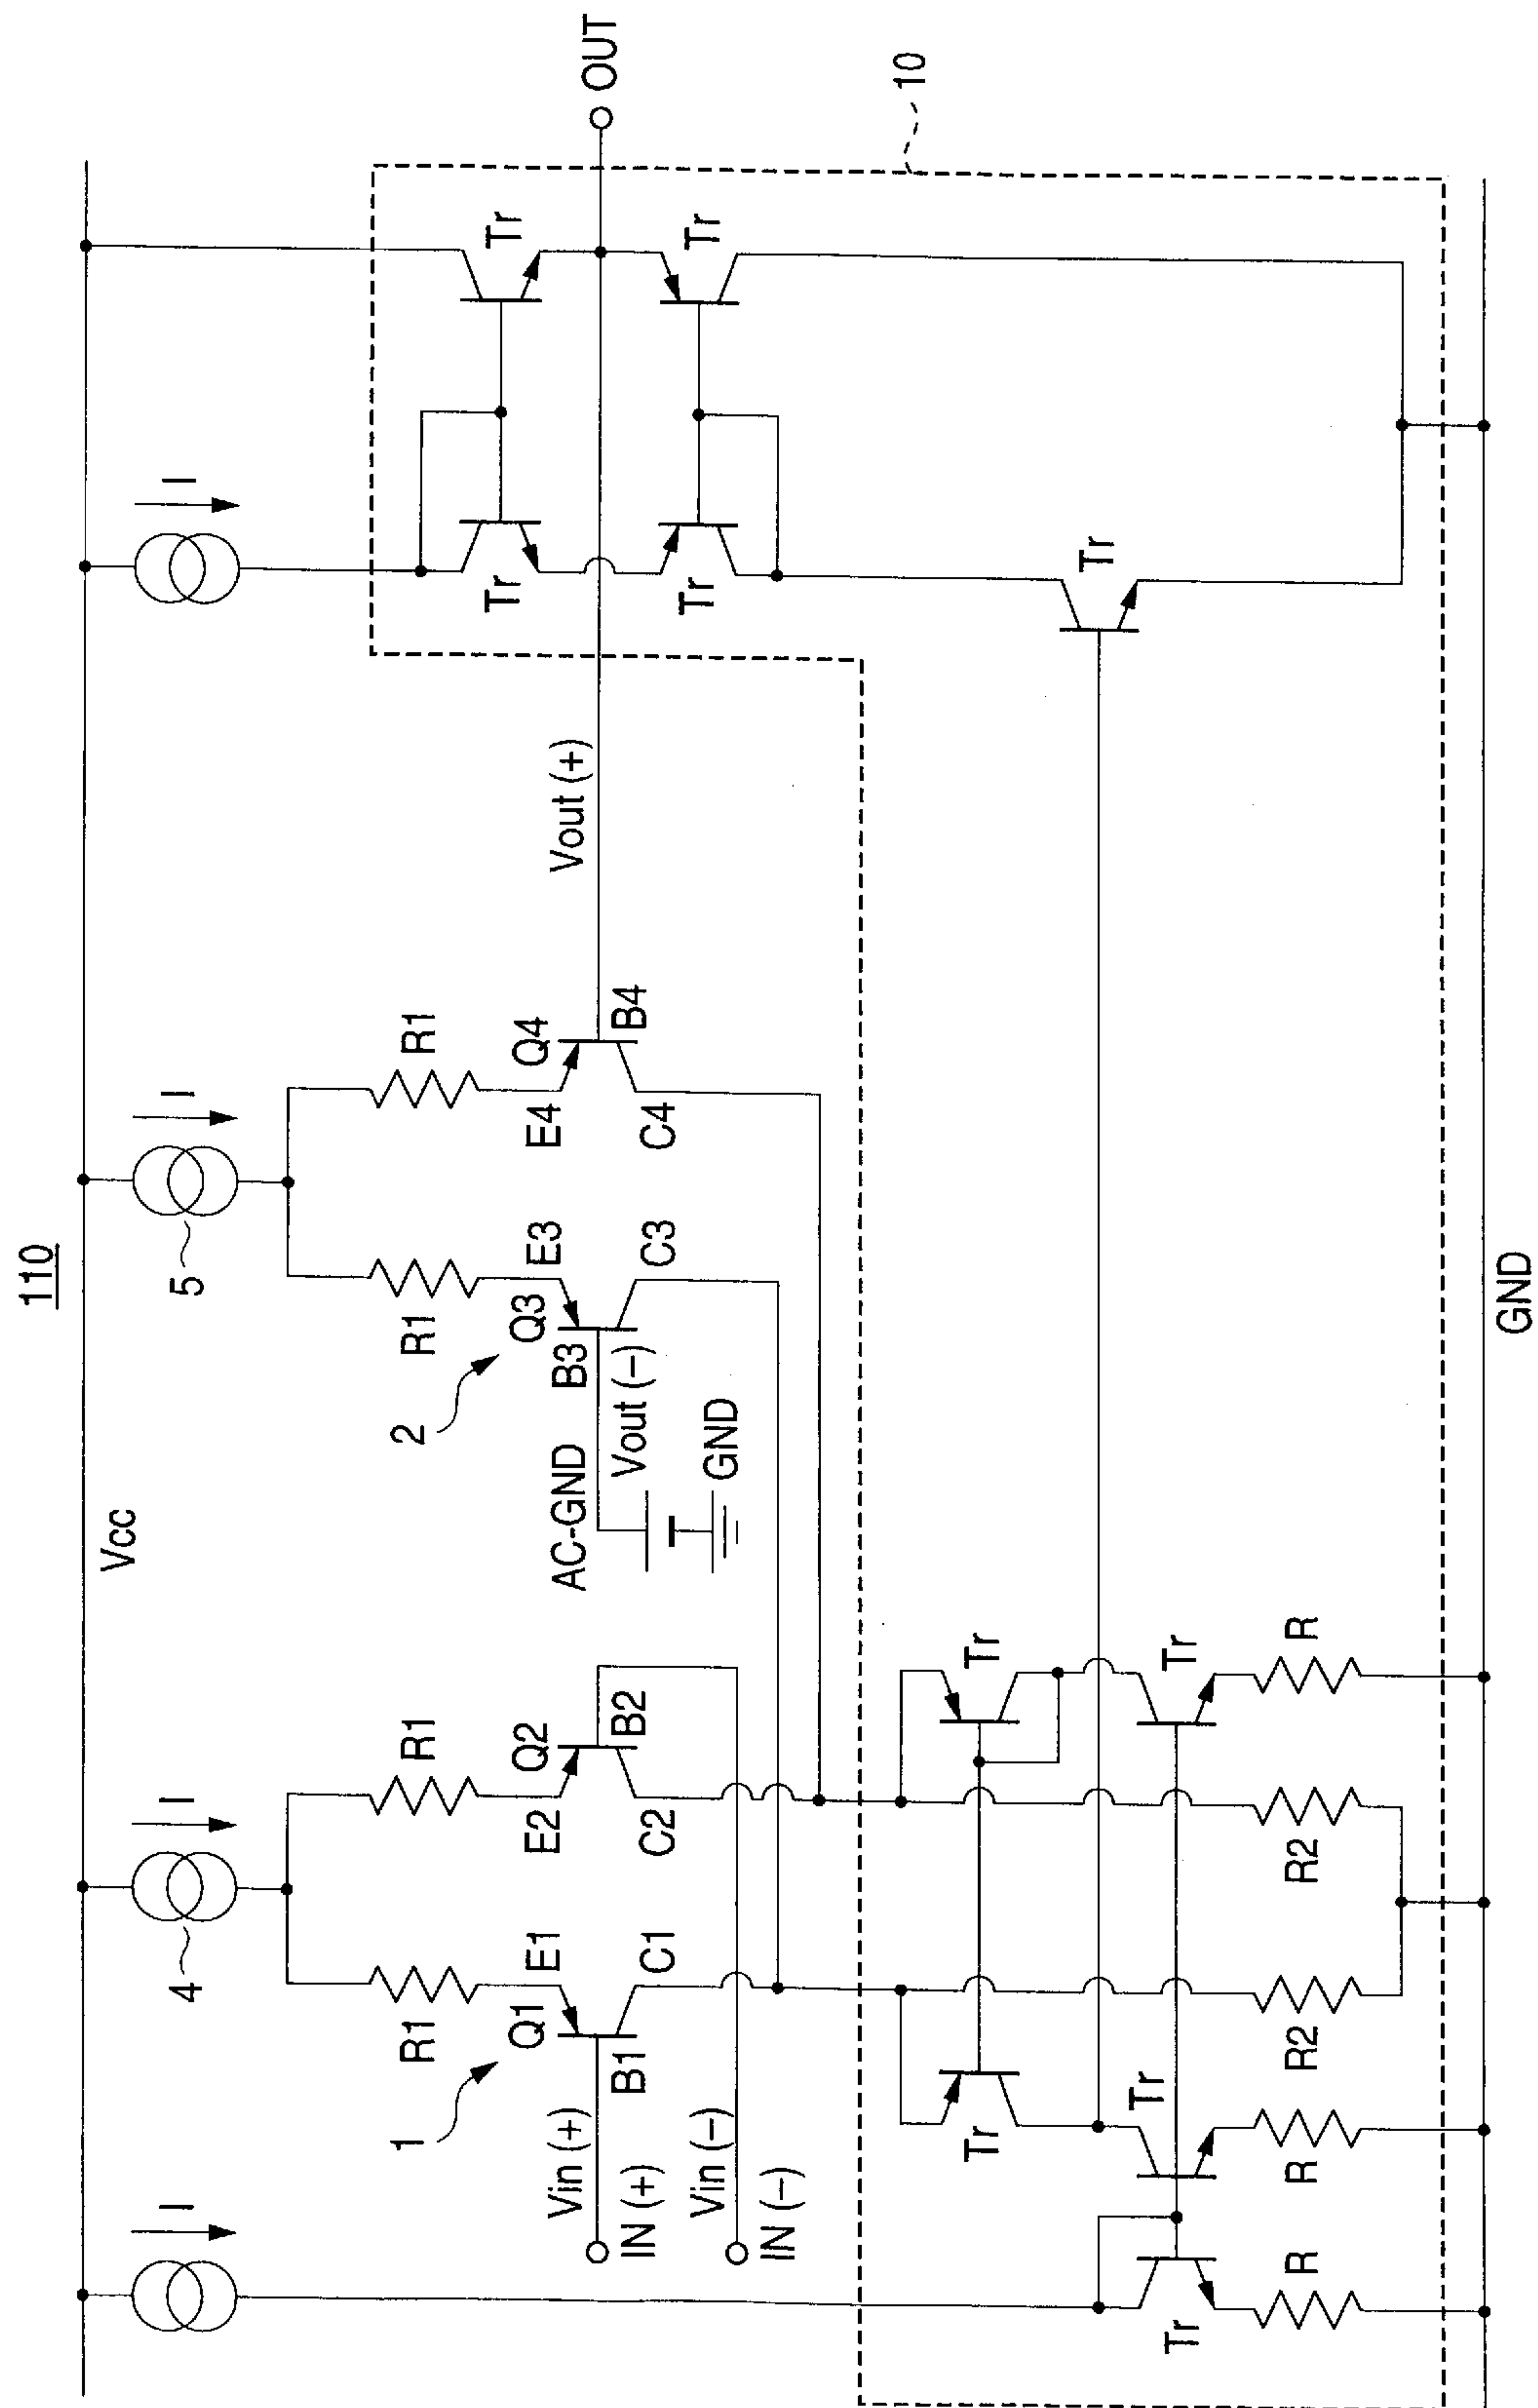 110
Vcc
I
4
I
5
I
I
R1
R1
R1
R1
1
Q1
E1
B1
C1
Q2
E2
B2
C2
2
Q3
E3
B3
C3
Q4
E4
B4
C4
Vin (+)
IN (+)
Vin (−)
IN (−)
AC-GND
Vout (−)
GND
Vout (+)
OUT
10
Tr
Tr
Tr
Tr
Tr
Tr
Tr
Tr
Tr
Tr
R
R
R2
R2
R
GND